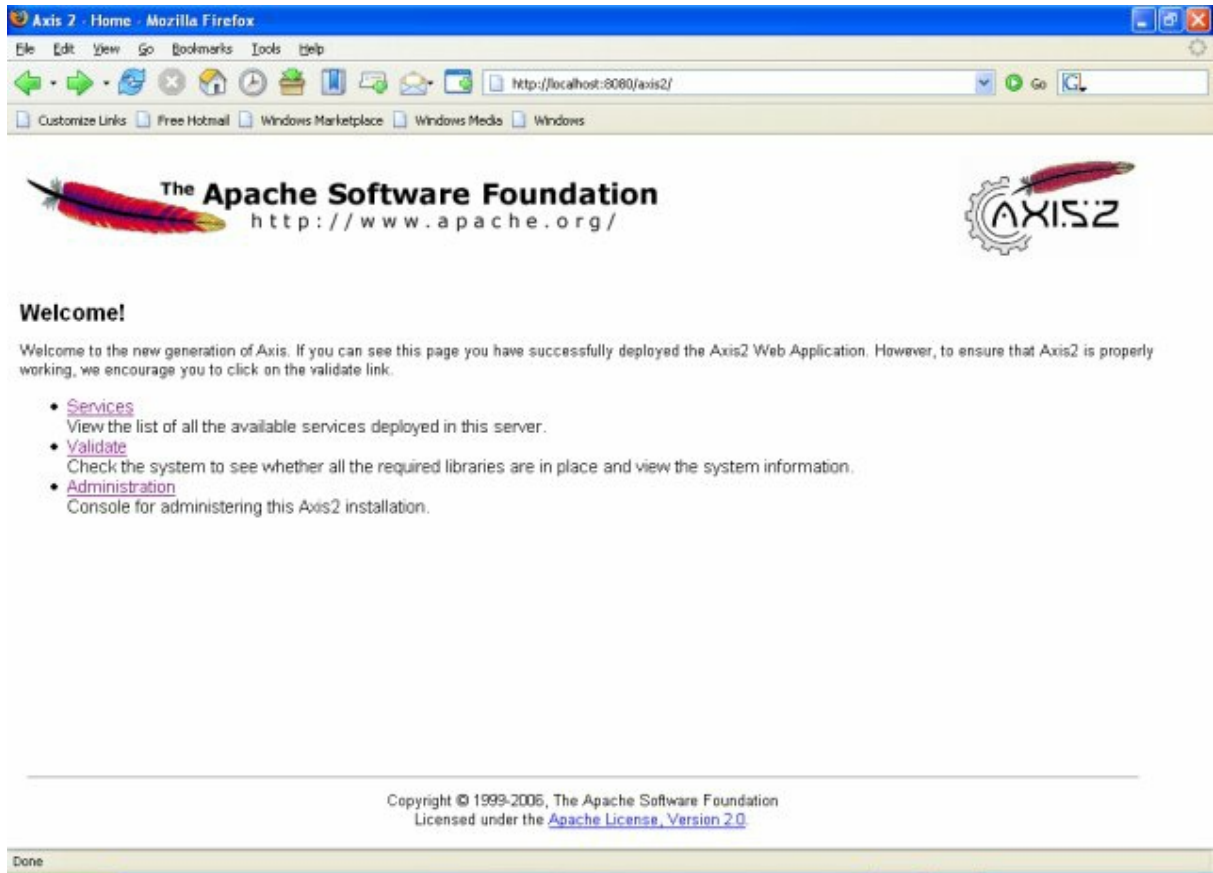 Axis 2 - Home - Mozilla Firefox
File Edit View Go Bookmarks Tools Help
http://localhost:8080/axis2/ Go G
Customize Links Free Hotmail Windows Marketplace Windows Media Windows
The Apache Software Foundation
http://www.apache.org/
AXIS2
Welcome!
Welcome to the new generation of Axis. If you can see this page you have successfully deployed the Axis2 Web Application. However, to ensure that Axis2 is properly
working, we encourage you to click on the validate link.
• Services
View the list of all the available services deployed in this server.
• Validate
Check the system to see whether all the required libraries are in place and view the system information.
• Administration
Console for administering this Axis2 installation.
Copyright © 1999-2006, The Apache Software Foundation
Licensed under the Apache License, Version 2.0.
Done